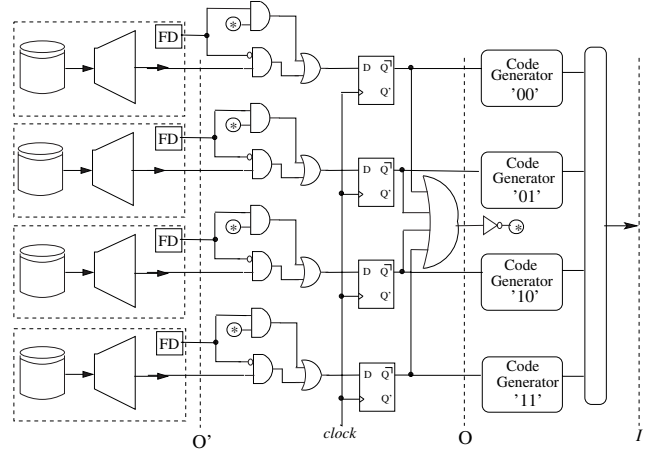 FD
*
D Q
Q'
Code
Generator
'00'
FD
*
D Q
Q'
Code
Generator
'01'
*
FD
*
D Q
Q'
Code
Generator
'10'
FD
*
D Q
Q'
Code
Generator
'11'
O' clock O I